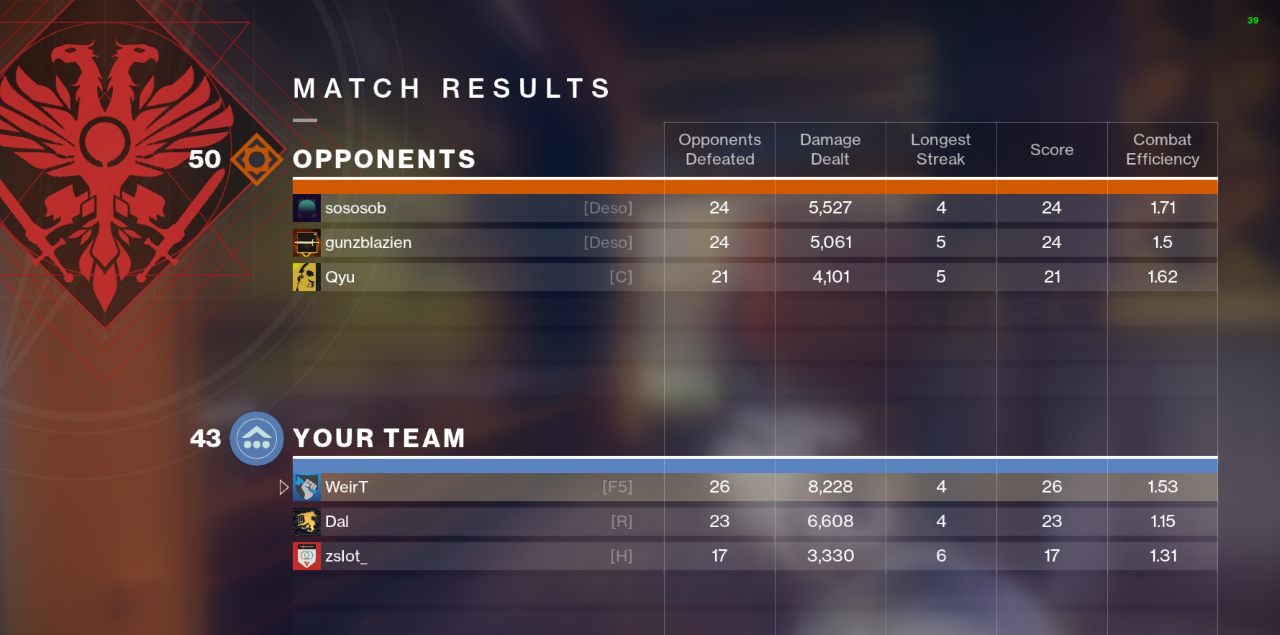 39
MATCH RESULTS
50 OPPONENTS
Opponents Defeated Damage Dealt Longest Streak Score Combat Efficiency
sososob [Deso] 24 5,527 4 24 1.71
gunzblazien [Deso] 24 5,061 5 24 1.5
Qyu [C] 21 4,101 5 21 1.62
43 YOUR TEAM
WeirT [F5] 26 8,228 4 26 1.53
Dal [R] 23 6,608 4 23 1.15
zslot_ [H] 17 3,330 6 17 1.31